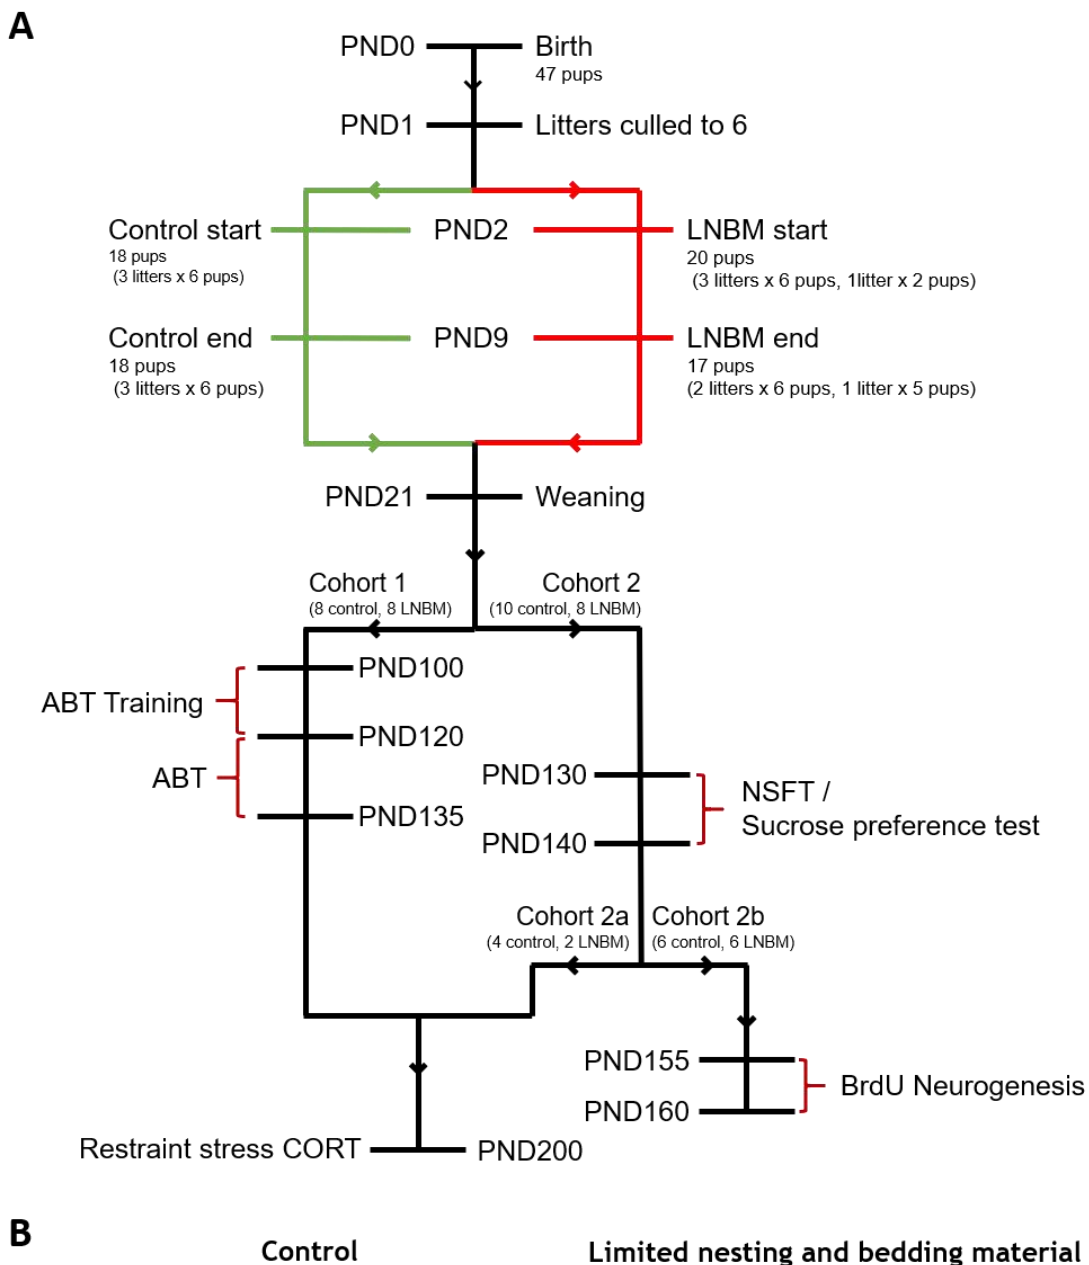 A
PND0
Birth
47 pups
PND1
Litters culled to 6
Control start
18 pups
(3 litters x 6 pups)
PND2
LNBM start
20 pups
(3 litters x 6 pups, 1litter x 2 pups)
Control end
18 pups
(3 litters x 6 pups)
PND9
LNBM end
17 pups
(2 litters x 6 pups, 1 litter x 5 pups)
PND21
Weaning
Cohort 1
(8 control, 8 LNBM)
Cohort 2
(10 control, 8 LNBM)
PND100
ABT Training
PND120
ABT
PND135
PND130
NSFT /
Sucrose preference test
PND140
Cohort 2a
(4 control, 2 LNBM)
Cohort 2b
(6 control, 6 LNBM)
PND155
BrdU Neurogenesis
PND160
Restraint stress CORT
PND200
B
Control
Limited nesting and bedding material